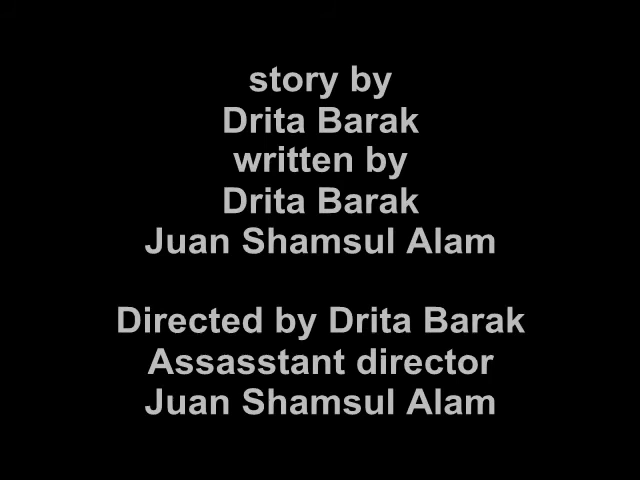 story by
Drita Barak
written by
Drita Barak
Juan Shamsul Alam
Directed by Drita Barak
Assasstant director
Juan Shamsul Alam